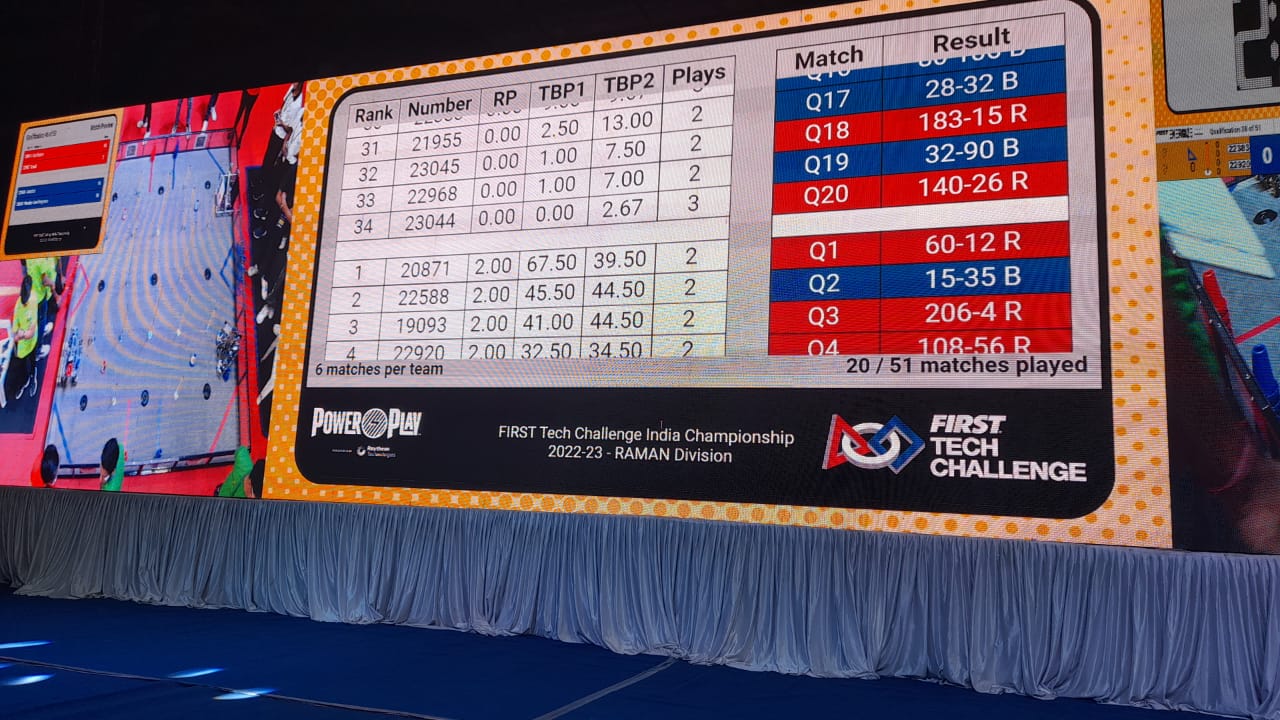 Rank Number RP TBP1 TBP2 Plays
31 21955 0.00 2.50 13.00 2
32 23045 0.00 1.00 7.50 2
33 22968 0.00 1.00 7.00 2
34 23044 0.00 0.00 2.67 3
1 20871 2.00 67.50 39.50 2
2 22588 2.00 45.50 44.50 2
3 19093 2.00 41.00 44.50 2
4 22920 2.00 32.50 34.50 2
6 matches per team
Match Result
Q17 28-32 B
Q18 183-15 R
Q19 32-90 B
Q20 140-26 R
Q1 60-12 R
Q2 15-35 B
Q3 206-4 R
Q4 108-56 R
20 / 51 matches played
POWER PLAY
Raytheon
FIRST Tech Challenge India Championship
2022-23 - RAMAN Division
FIRST
TECH
CHALLENGE
Match Preview
0